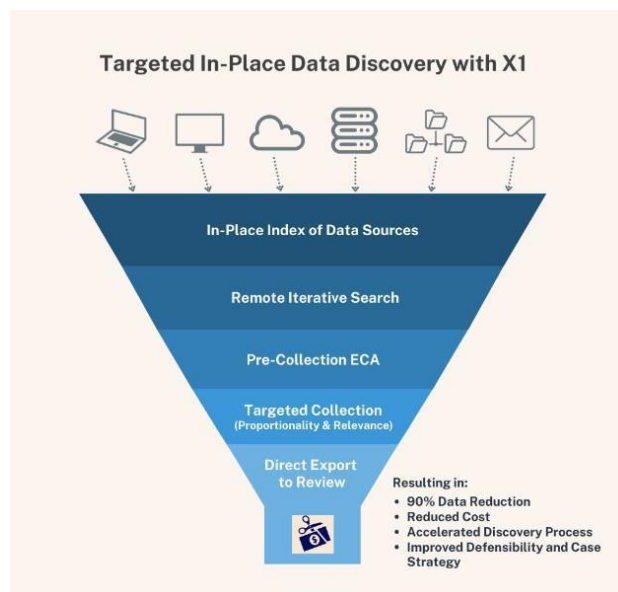 Targeted In-Place Data Discovery with X1
In-Place Index of Data Sources
Remote Iterative Search
Pre-Collection ECA
Targeted Collection
(Proportionality & Relevance)
Direct Export
to Review
$
Resulting in:
• 90% Data Reduction
• Reduced Cost
• Accelerated Discovery Process
• Improved Defensibility and Case
Strategy